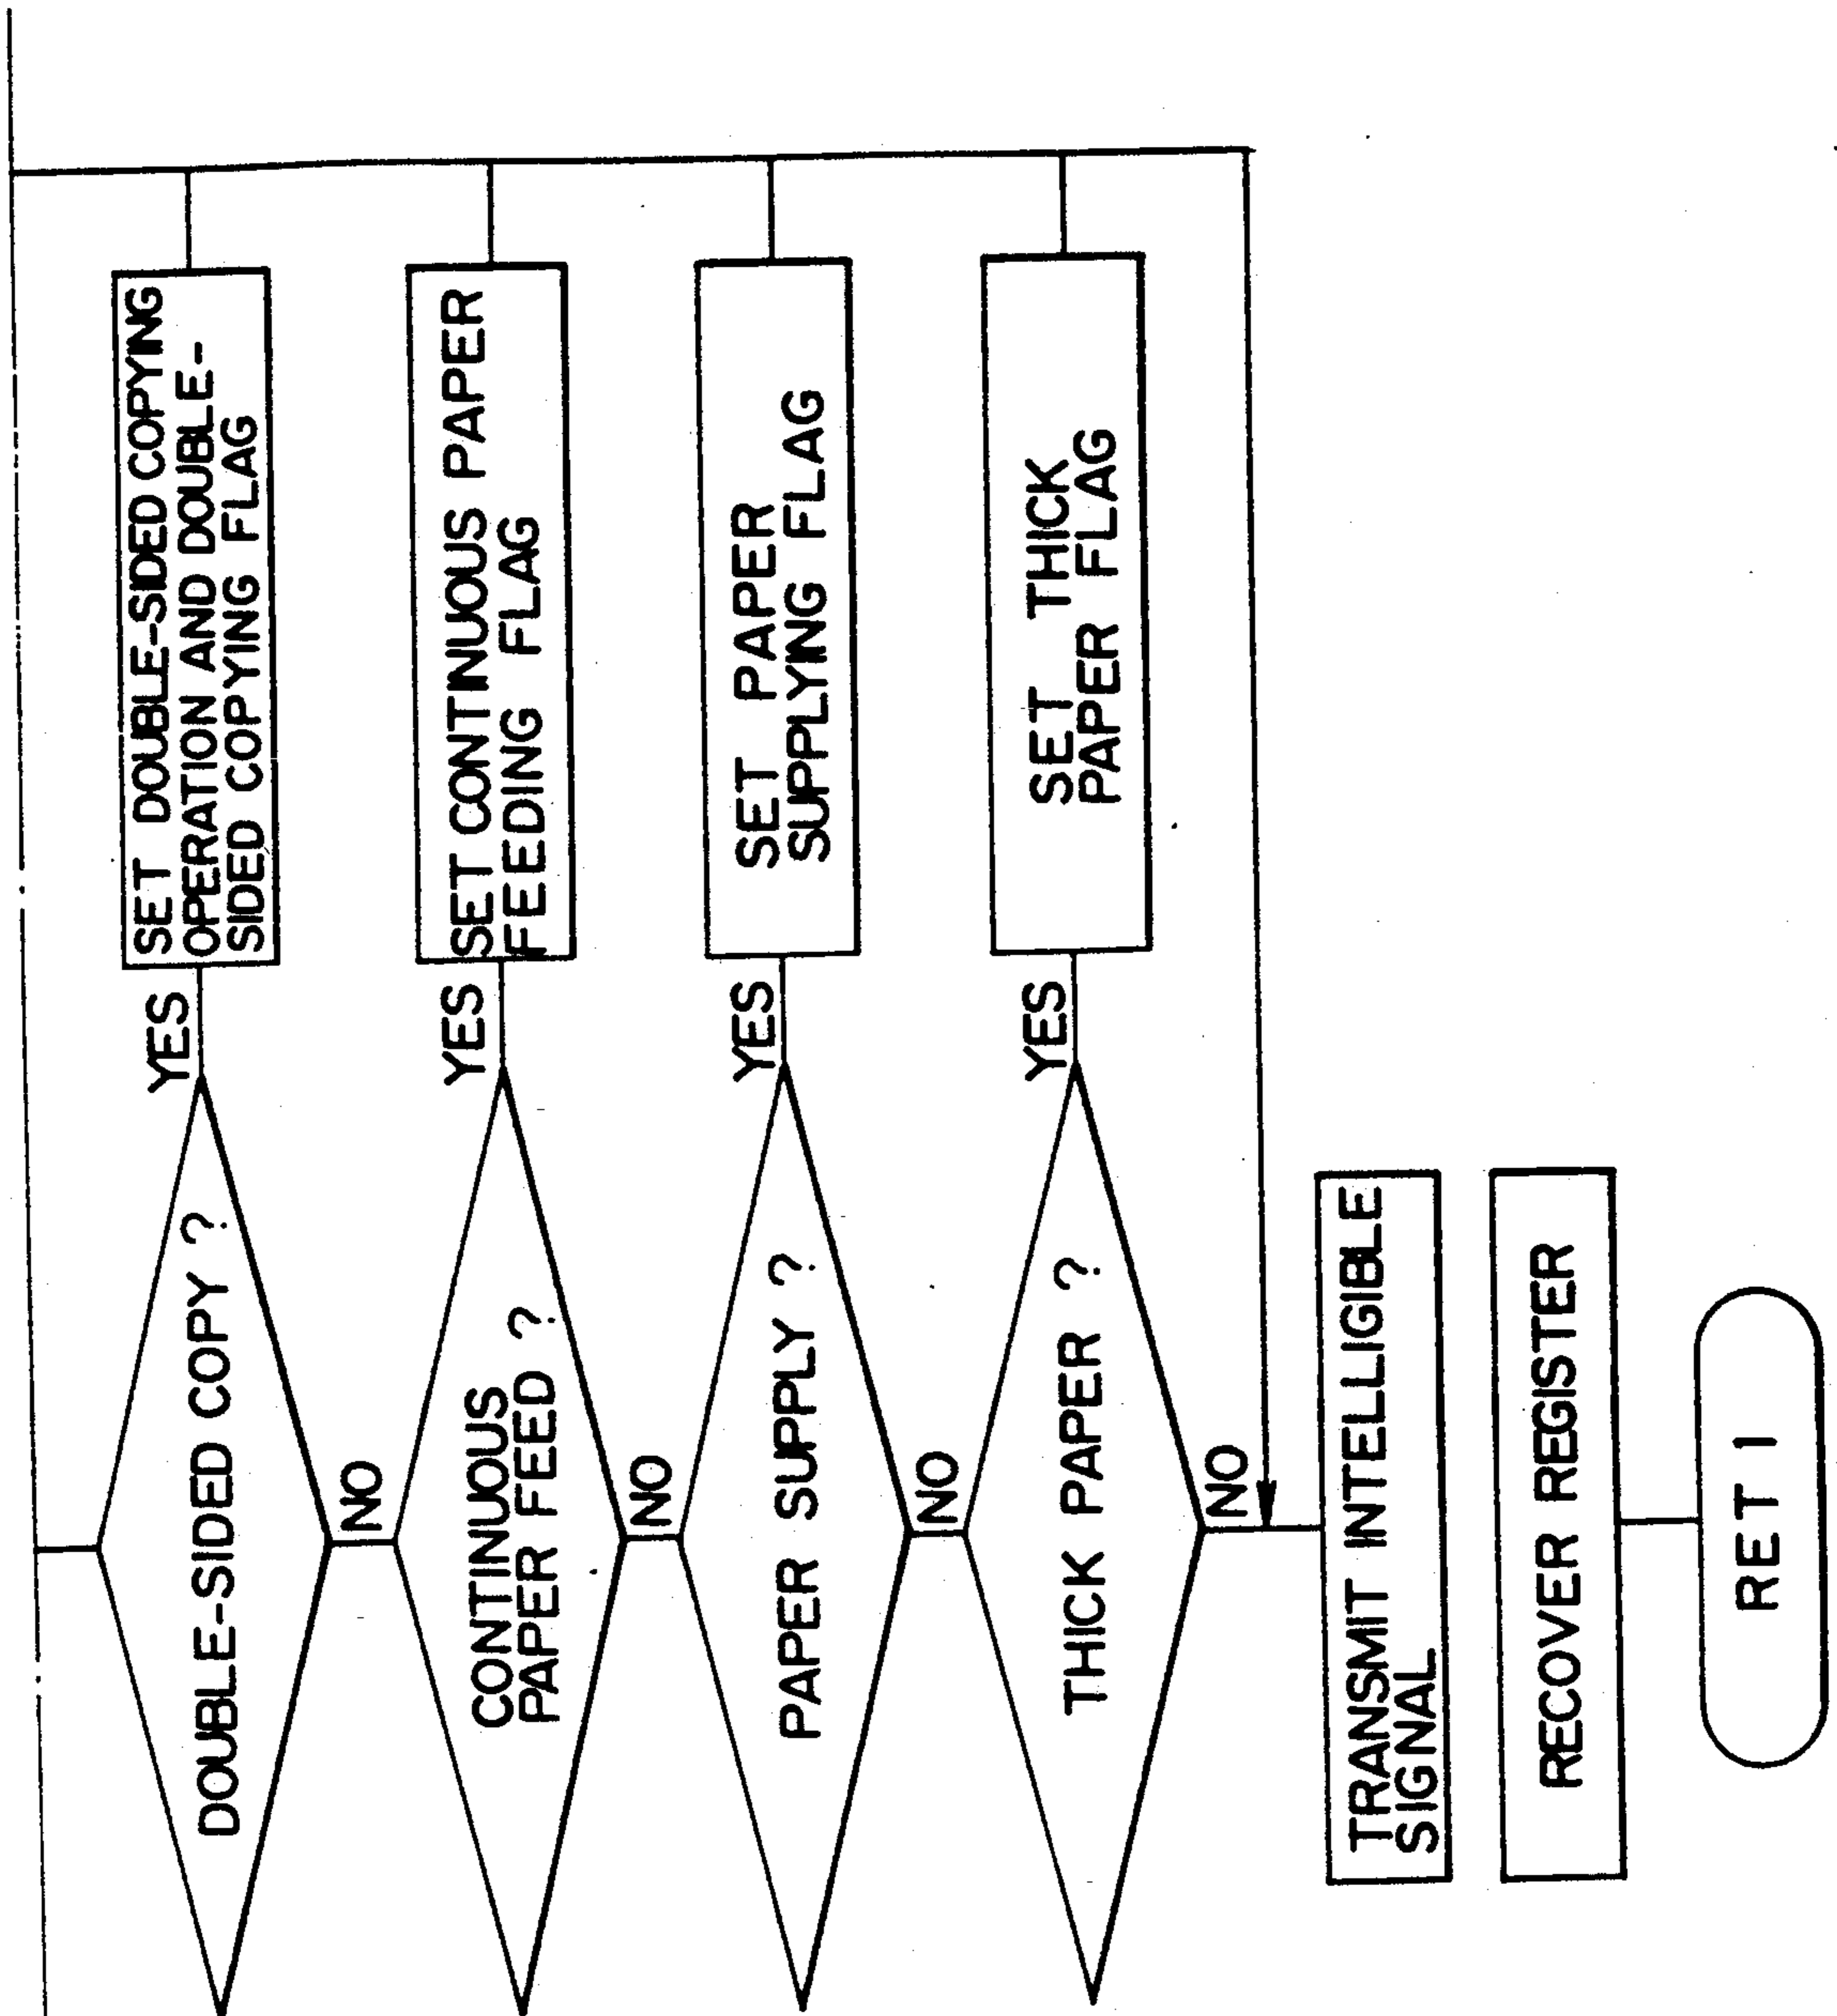 DOUBLE-SIDED COPY ?
YES
SET DOUBLE-SIDED COPYING
OPERATION AND DOUBLE-
SIDED COPYING FLAG
NO
CONTINUOUS
PAPER FEED ?
YES
SET CONTINUOUS PAPER
FEEDING FLAG
NO
PAPER SUPPLY ?
YES
SET PAPER
SUPPLYING FLAG
NO
THICK PAPER ?
YES
SET THICK
PAPER FLAG
NO
TRANSMIT INTELLIGIBLE
SIGNAL
RECOVER REGISTER
RET 1